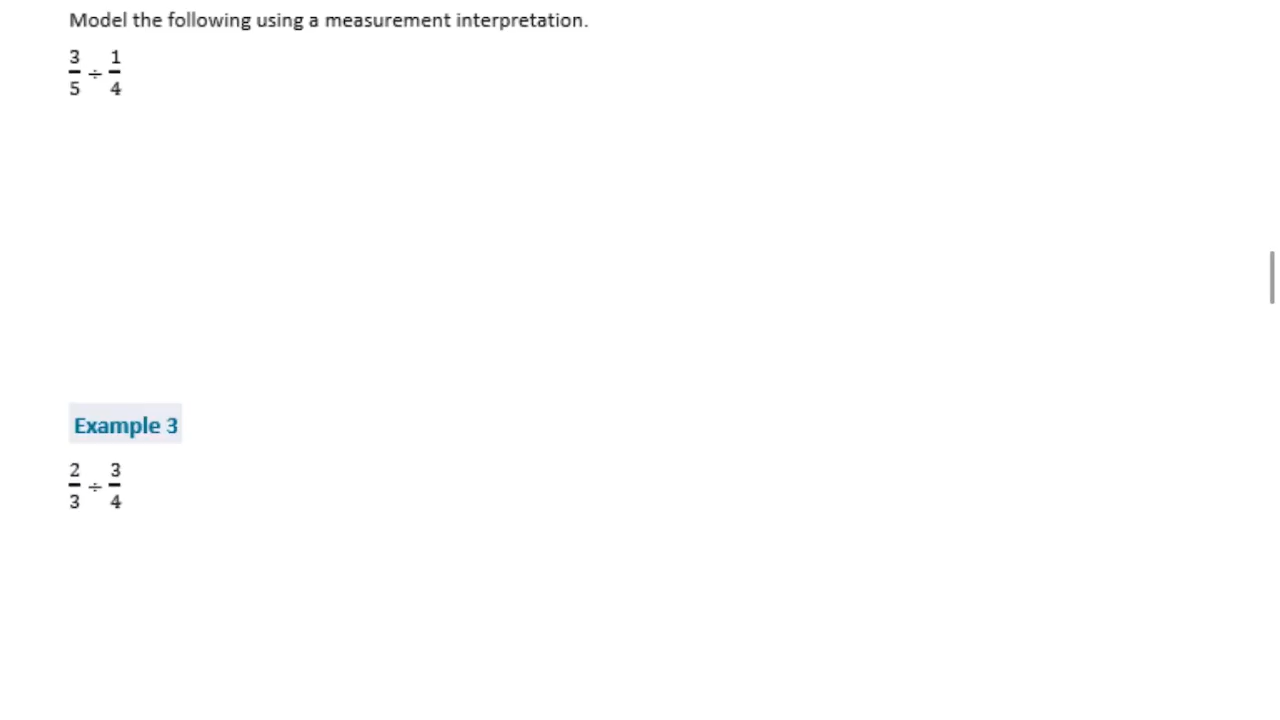 Model the following using a measurement interpretation.
3/5 ÷ 1/4
Example 3
2/3 ÷ 3/4